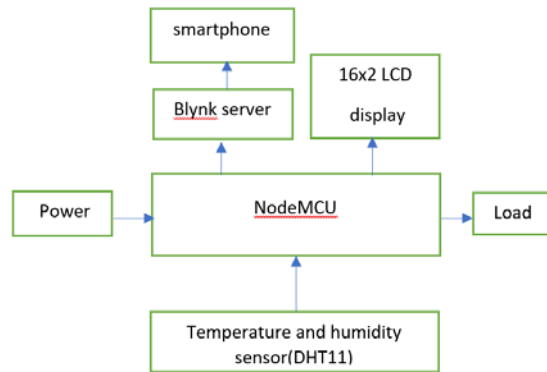 smartphone
16x2 LCD
display
Blynk server
Power
NodeMCU
Load
Temperature and humidity
sensor(DHT11)